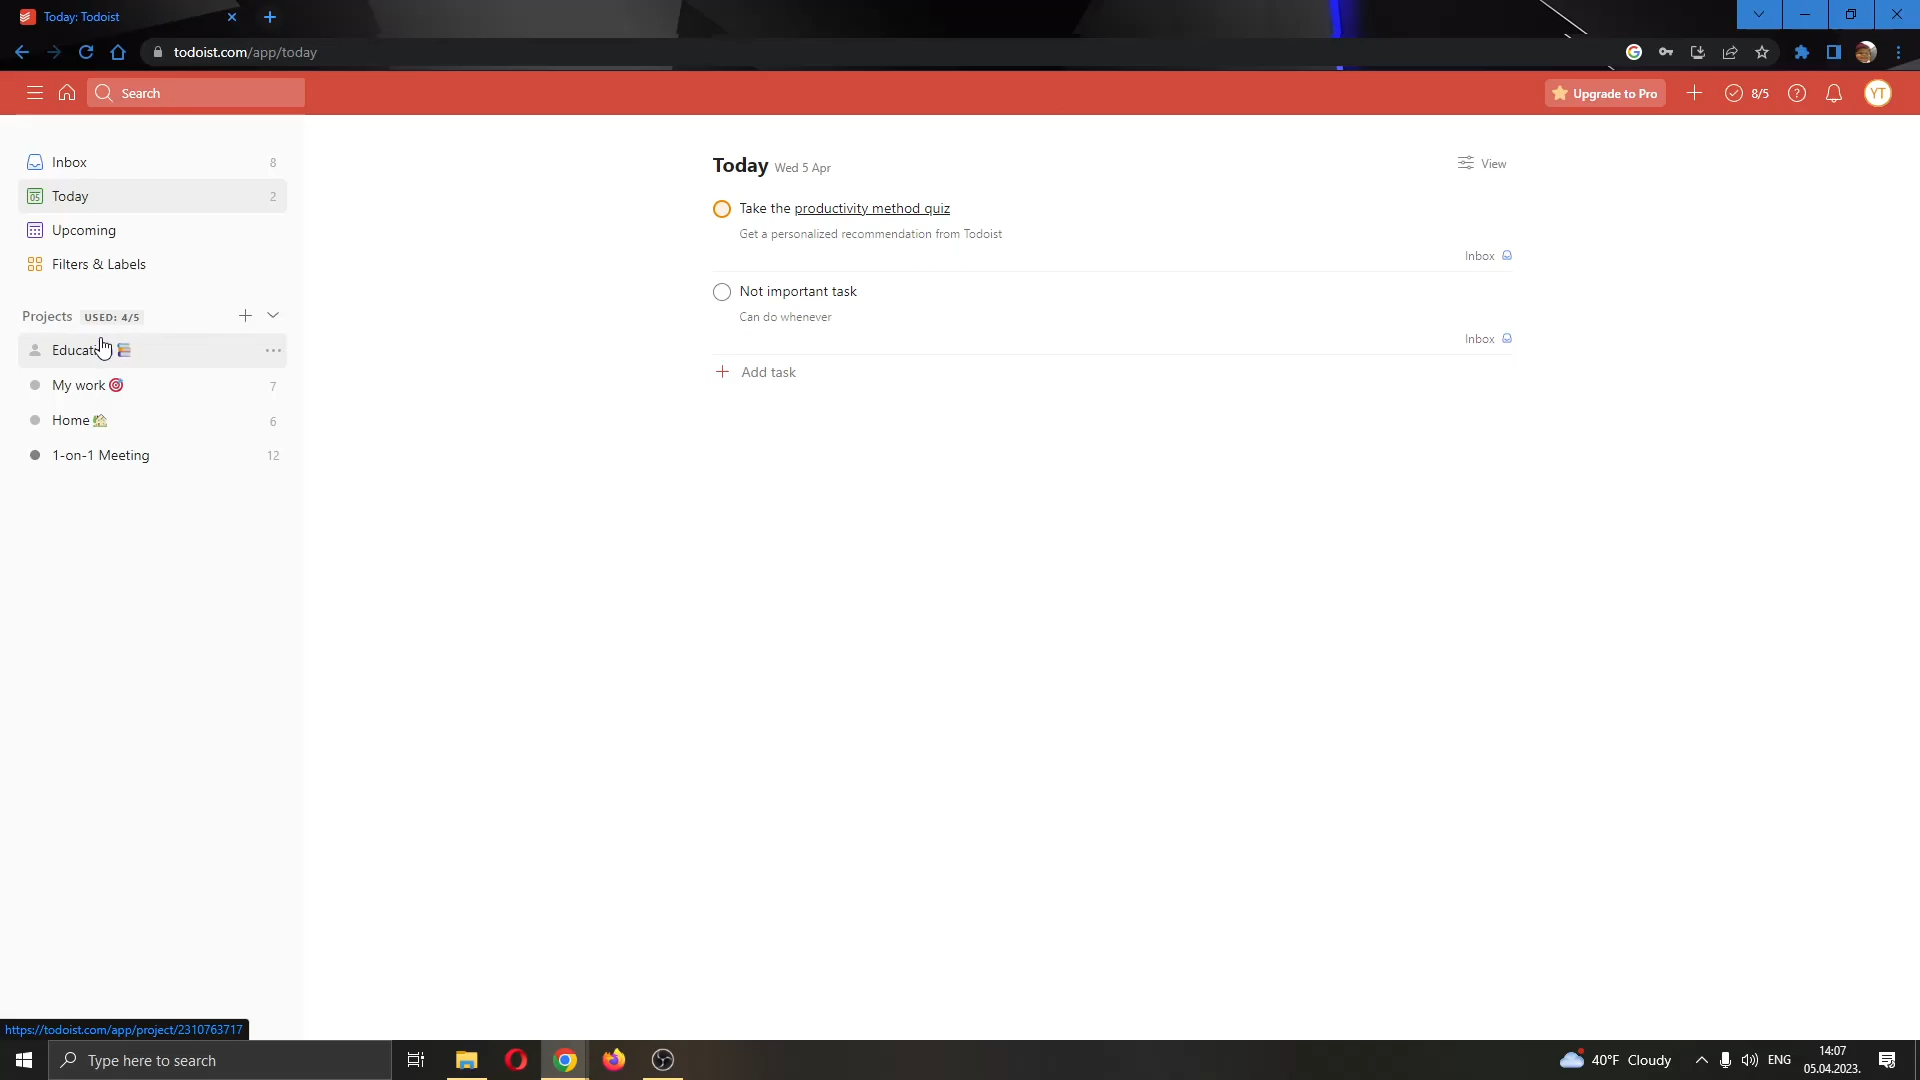 Today: Todoist
todoist.com/app/today
Search
Upgrade to Pro
8/5
YT
Inbox 8
05 Today 2
Upcoming
Filters & Labels
Projects USED: 4/5
Educati
My work 7
Home 6
1-on-1 Meeting 12
Today Wed 5 Apr
View
Take the productivity method quiz
Get a personalized recommendation from Todoist
Inbox
Not important task
Can do whenever
Inbox
Add task
https://todoist.com/app/project/2310763717
Type here to search
40°F Cloudy
ENG
14:07
05.04.2023.